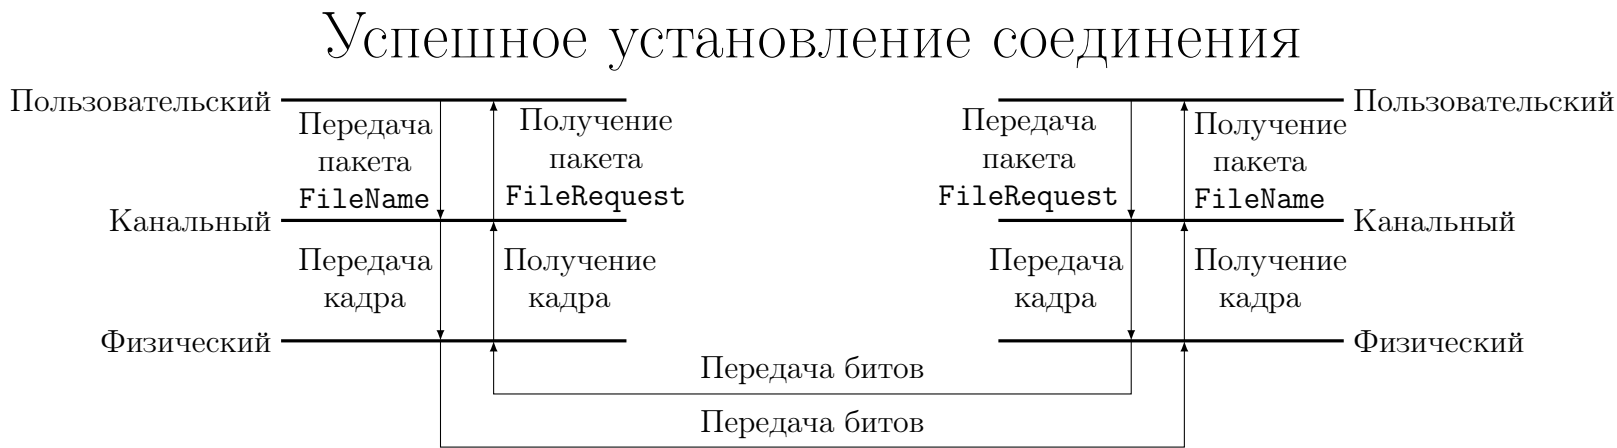 Успешное установление соединения
Пользовательский
Передача
пакета
FileName
Получение
пакета
FileRequest
Передача
пакета
FileRequest
Получение
пакета
FileName
Пользовательский
Канальный
Передача
кадра
Получение
кадра
Передача
кадра
Получение
кадра
Канальный
Физический
Физический
Передача битов
Передача битов